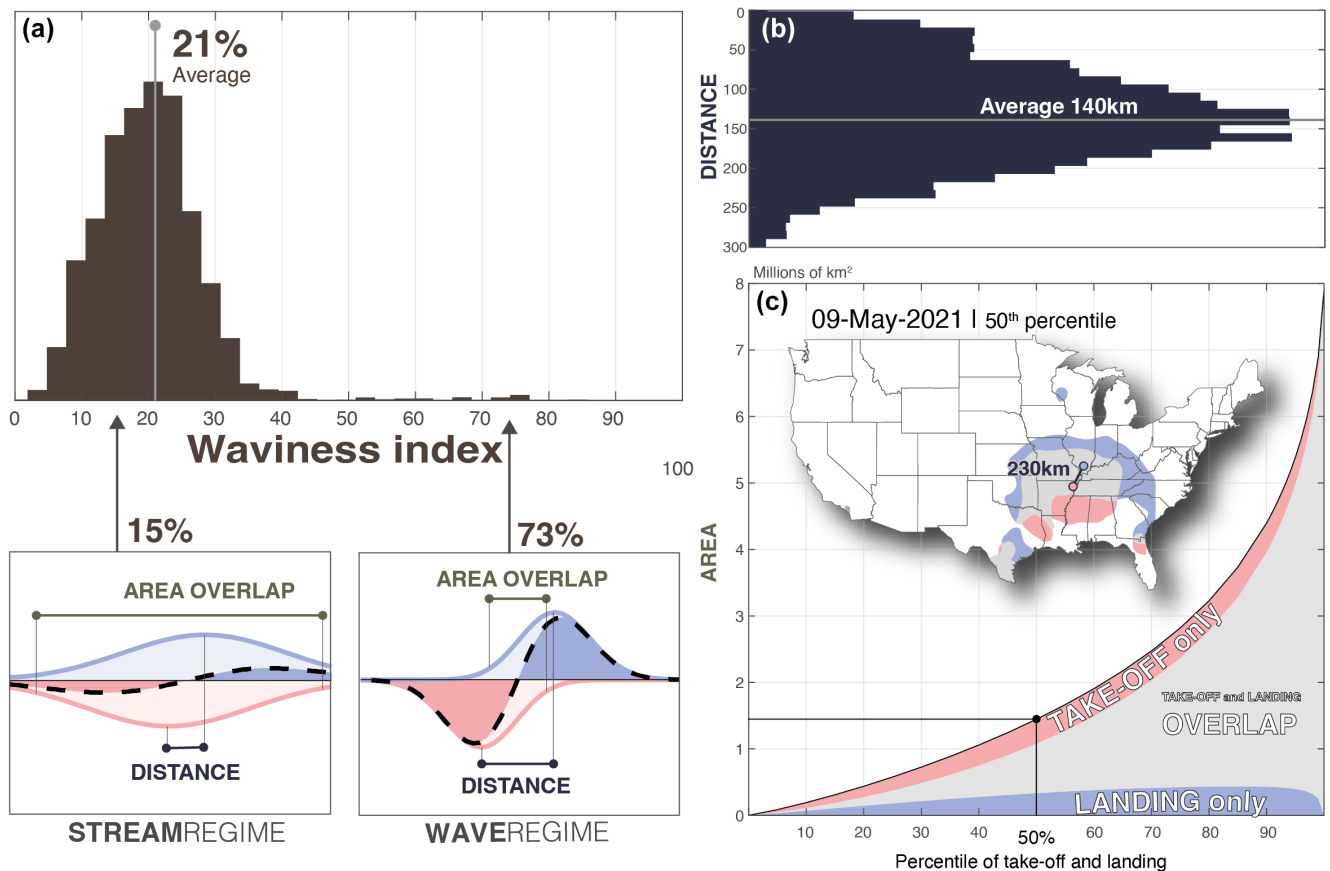 (a)
21%
Average
0 10 20 30 40 50 60 70 80 90
100
Waviness index
15%
73%
AREA OVERLAP
DISTANCE
STREAMREGIME
AREA OVERLAP
DISTANCE
WAVEREGIME
(b)
0
50
100
150
200
250
300
DISTANCE
Average 140km
Millions of km²
(c)
09-May-2021 | 50th percentile
230km
8
7
6
5
4
3
2
1
0
AREA
TAKE-OFF only
TAKE-OFF and LANDING
OVERLAP
LANDING only
10 20 30 40 50% 60 70 80 90
Percentile of take-off and landing